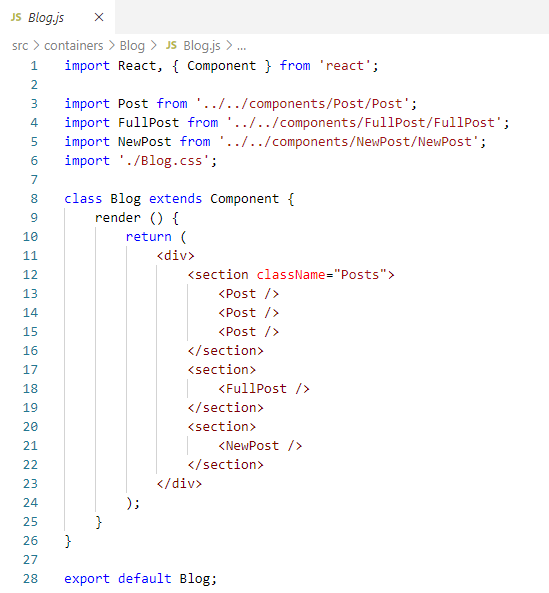 JS Blog.js ×
src > containers > Blog > JS Blog.js > ...
1 import React, { Component } from 'react';
2
3 import Post from '../../components/Post/Post';
4 import FullPost from '../../components/FullPost/FullPost';
5 import NewPost from '../../components/NewPost/NewPost';
6 import './Blog.css';
7
8 class Blog extends Component {
9     render () {
10         return (
11             <div>
12                 <section className="Posts">
13                     <Post />
14                     <Post />
15                     <Post />
16                 </section>
17                 <section>
18                     <FullPost />
19                 </section>
20                 <section>
21                     <NewPost />
22                 </section>
23             </div>
24         );
25     }
26 }
27
28 export default Blog;